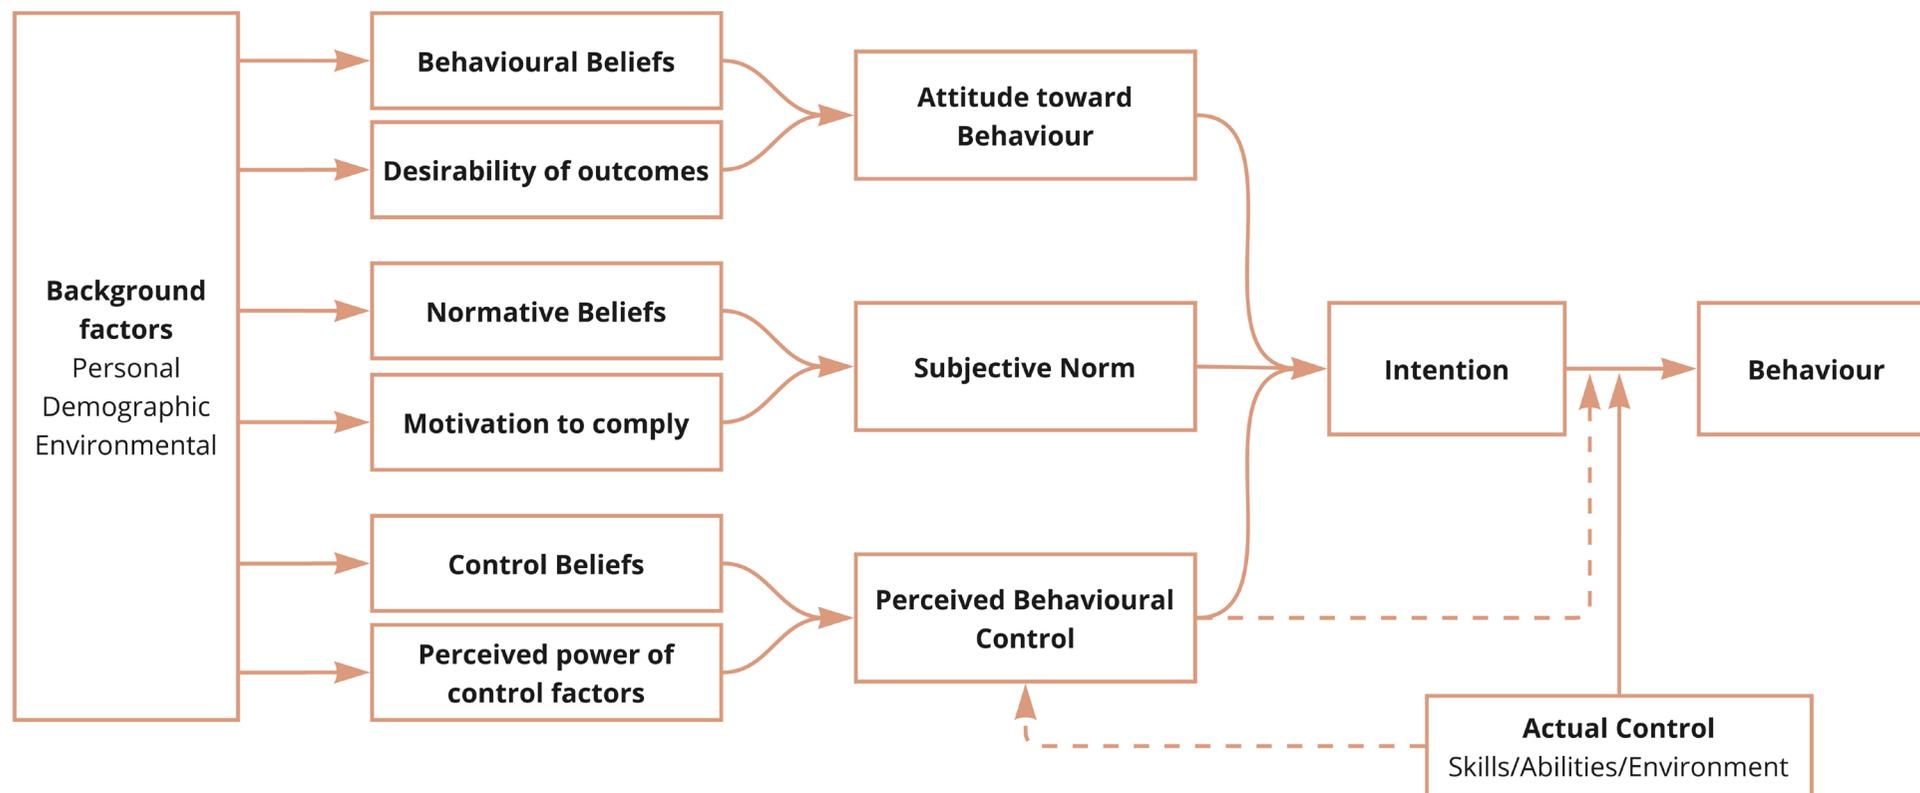 Background
factors
Personal
Demographic
Environmental
Behavioural Beliefs
Desirability of outcomes
Normative Beliefs
Motivation to comply
Control Beliefs
Perceived power of
control factors
Attitude toward
Behaviour
Subjective Norm
Perceived Behavioural
Control
Intention
Behaviour
Actual Control
Skills/Abilities/Environment